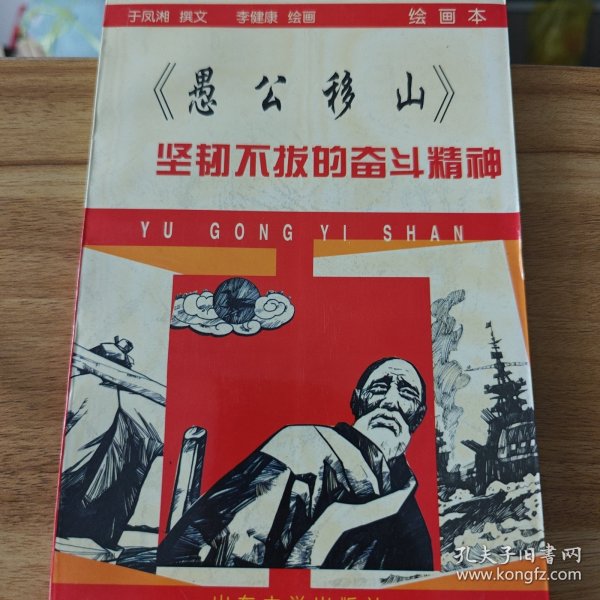 于凤湘 撰文 李健康 绘画 绘画本
《愚公移山》
坚韧不拔的奋斗精神
YU GONG YI SHAN
孔夫子旧书网
www.kongfz.com